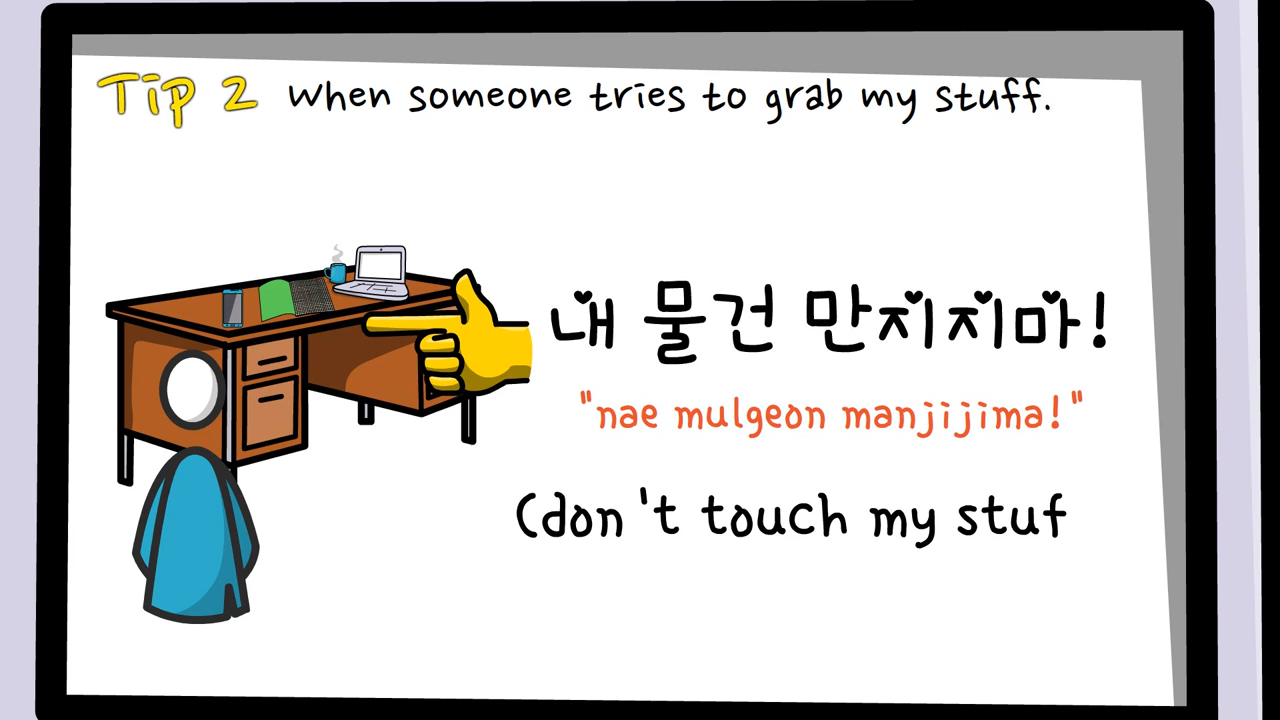 Tip 2 When someone tries to grab my stuff.
내 물건 만지지마!
"nae mulgeon manjijima!"
(don't touch my stuf